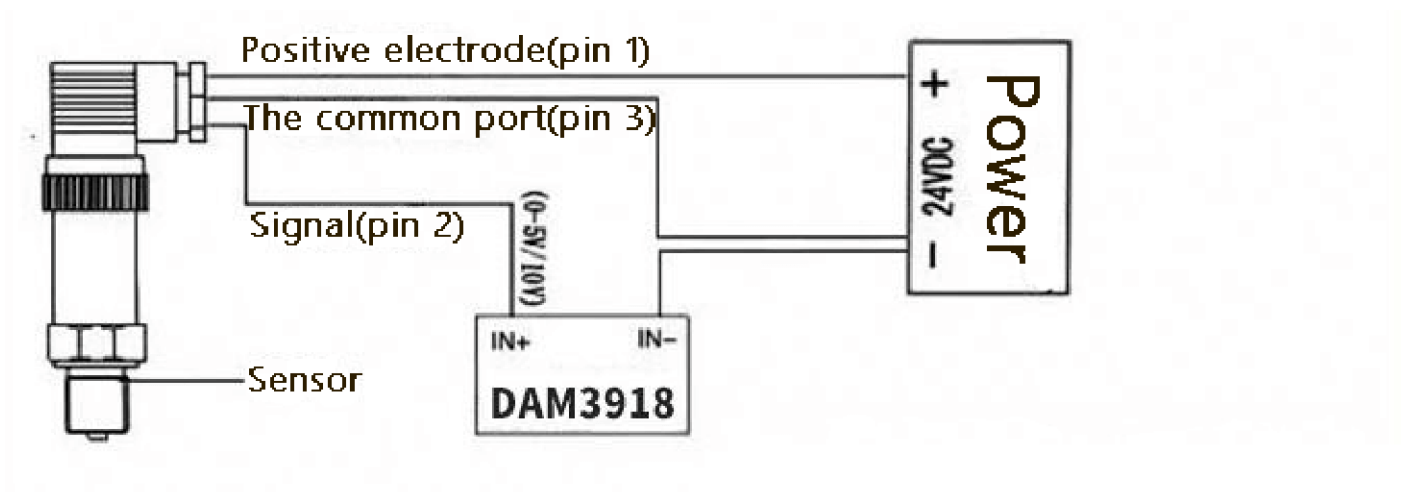 Positive electrode(pin 1)
The common port(pin 3)
Signal(pin 2)
(0-5V/10V)
+
24VDC
-
Power
IN+
IN-
DAM3918
Sensor